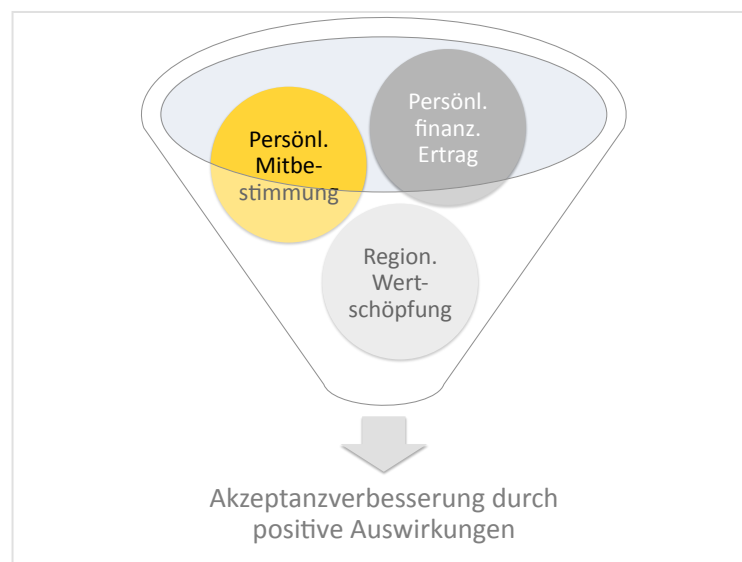 Persönl.
finanz.
Ertrag
Persönl.
Mitbe-
stimmung
Region.
Wert-
schöpfung
Akzeptanzverbesserung durch
positive Auswirkungen